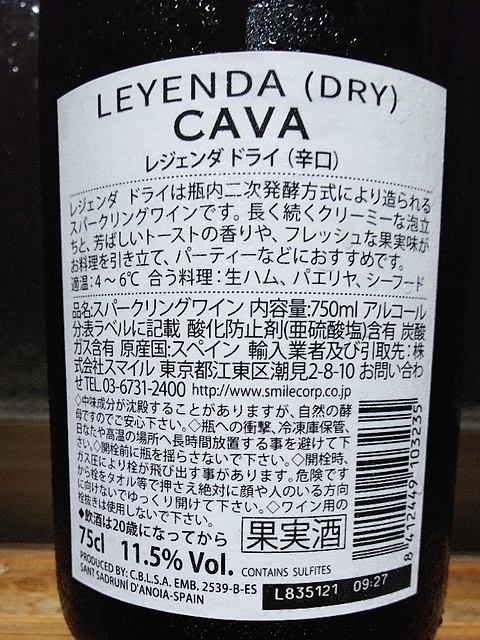 LEYENDA (DRY)
CAVA
レジェンダ ドライ (辛口)
レジェンダ ドライは瓶内二次発酵方式により造られる
スパークリングワインです。長く続くクリーミーな泡立
ちと、芳ばしいトーストの香りや、フレッシュな果実味が
お料理を引き立て、パーティーなどにおすすめです。
適温:4~6℃ 合う料理:生ハム、パエリヤ、シーフード
品名:スパークリングワイン 内容量:750ml アルコール
分:表ラベルに記載 酸化防止剤(亜硫酸塩)含有 炭酸
ガス含有 原産国:スペイン 輸入業者及び引取先:株
式会社スマイル 東京都江東区潮見2-8-10 お問い合わ
せTEL.03-6731-2400 http://www.smilecorp.co.jp
◇中味成分が沈殿することがありますが、自然の酵
母ですのでご安心下さい。◇瓶への衝撃、冷凍庫保管、
日なたや高温の場所へ長時間放置する事を避けて下
さい。◇開栓前に瓶を揺らさないで下さい。◇開栓時、
ガス圧により栓が飛び出す事があります。危険です
から栓をタオル等で押さえ絶対に顔や人のいる方向
に向けないでゆっくり開けて下さい。◇ワイン用の
栓抜きは使用しないで下さい。
◆飲酒は20歳になってから
果実酒
75cl 11.5% Vol. CONTAINS SULFITES
PRODUCED BY: C.B.L.S.A. EMB. 2539-B-ES
SANT SADRUNÍ D'ANOIA-SPAIN
L835121 09:27
8 412449 103235